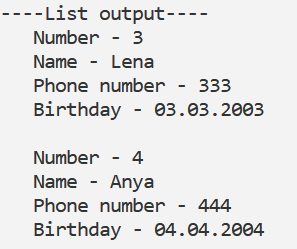 ----List output----
Number - 3
Name - Lena
Phone number - 333
Birthday - 03.03.2003
Number - 4
Name - Anya
Phone number - 444
Birthday - 04.04.2004